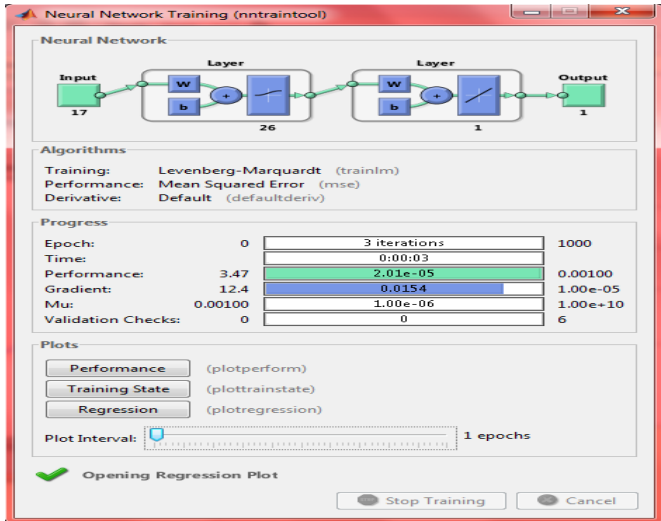 Neural Network Training (nntraintool)
Neural Network
Layer Layer
Input Output
W W
b b
+ +
17 26 1 1
Algorithms
Training: Levenberg-Marquardt (trainlm)
Performance: Mean Squared Error (mse)
Derivative: Default (defaultderiv)
Progress
Epoch: 0 3 iterations 1000
Time: 0:00:03
Performance: 3.47 2.01e-05 0.00100
Gradient: 12.4 0.0154 1.00e-05
Mu: 0.00100 1.00e-06 1.00e+10
Validation Checks: 0 0 6
Plots
Performance (plotperform)
Training State (plottrainstate)
Regression (plotregression)
Plot Interval: 1 epochs
Opening Regression Plot
Stop Training Cancel